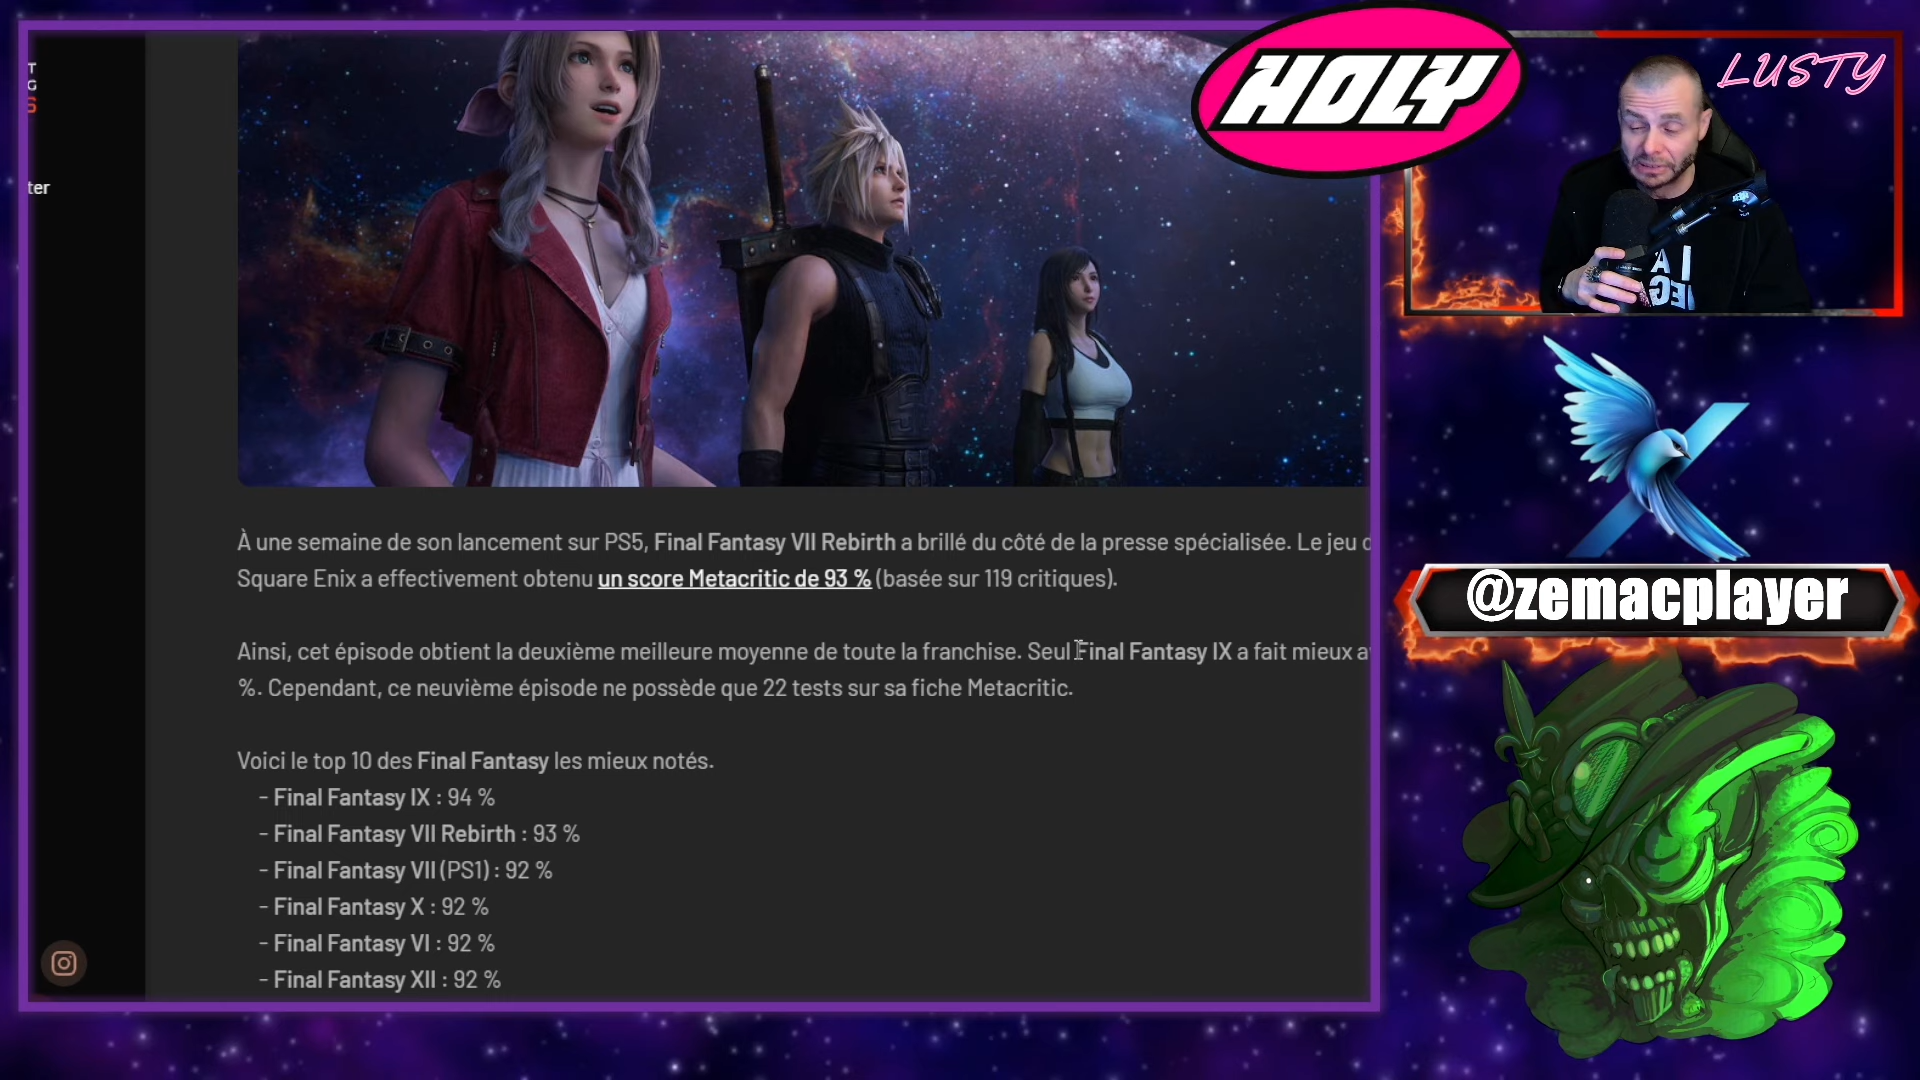 HOLY
LUSTY
T
G
S
ter
À une semaine de son lancement sur PS5, Final Fantasy VII Rebirth a brillé du côté de la presse spécialisée. Le jeu
Square Enix a effectivement obtenu un score Metacritic de 93 % (basée sur 119 critiques).
Ainsi, cet épisode obtient la deuxième meilleure moyenne de toute la franchise. Seul Final Fantasy IX a fait mieux
%. Cependant, ce neuvième épisode ne possède que 22 tests sur sa fiche Metacritic.
Voici le top 10 des Final Fantasy les mieux notés.
- Final Fantasy IX : 94 %
- Final Fantasy VII Rebirth : 93 %
- Final Fantasy VII (PS1) : 92 %
- Final Fantasy X : 92 %
- Final Fantasy VI : 92 %
- Final Fantasy XII : 92 %
@zemacplayer